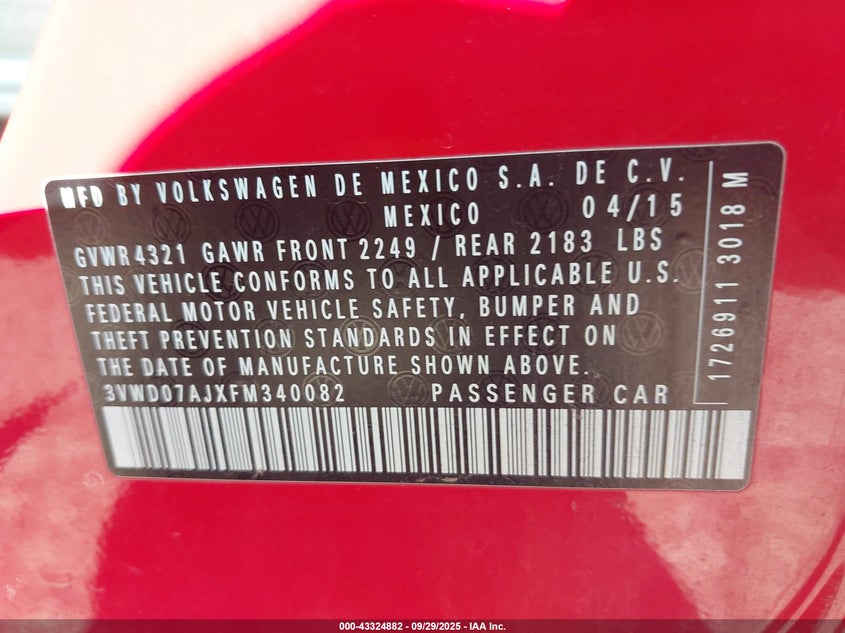 MFD BY VOLKSWAGEN DE MEXICO S.A. DE C.V.
MEXICO 04/15
GVWR 4321 GAWR FRONT 2249 / REAR 2183 LBS
THIS VEHICLE CONFORMS TO ALL APPLICABLE U.S.
FEDERAL MOTOR VEHICLE SAFETY, BUMPER AND
THEFT PREVENTION STANDARDS IN EFFECT ON
THE DATE OF MANUFACTURE SHOWN ABOVE.
3VWD07AJXFM340082 PASSENGER CAR
1726911 3018 M
000-43324882 - 09/29/2025 - IAA Inc.